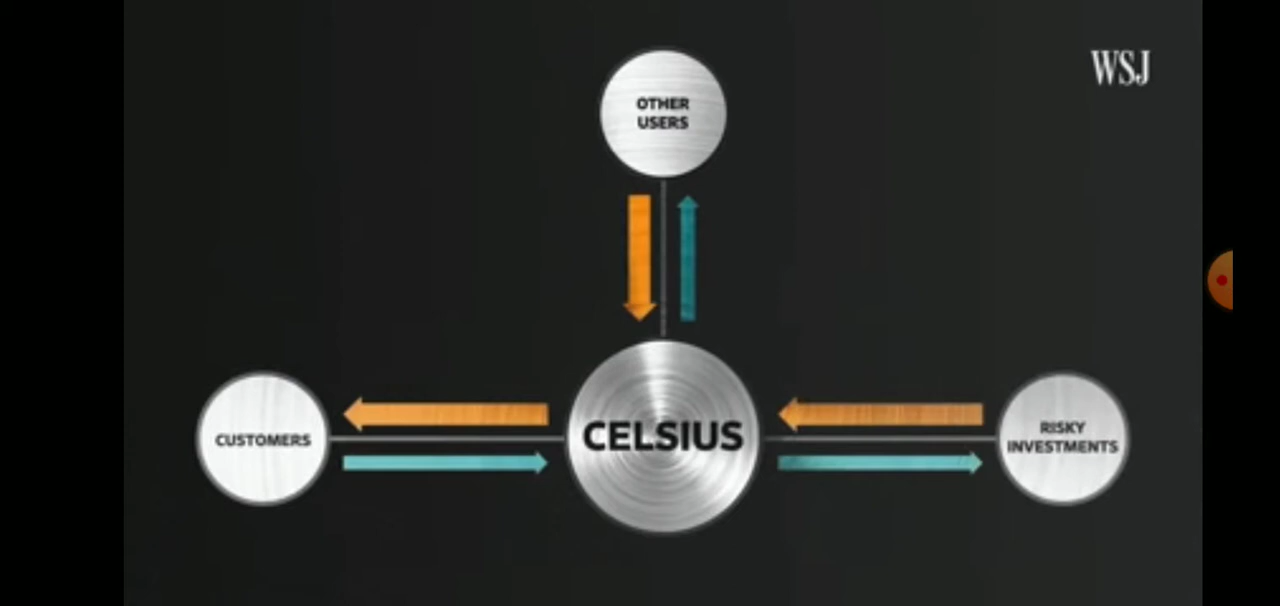 WSJ
OTHER
USERS
CUSTOMERS
CELSIUS
RISKY
INVESTMENTS